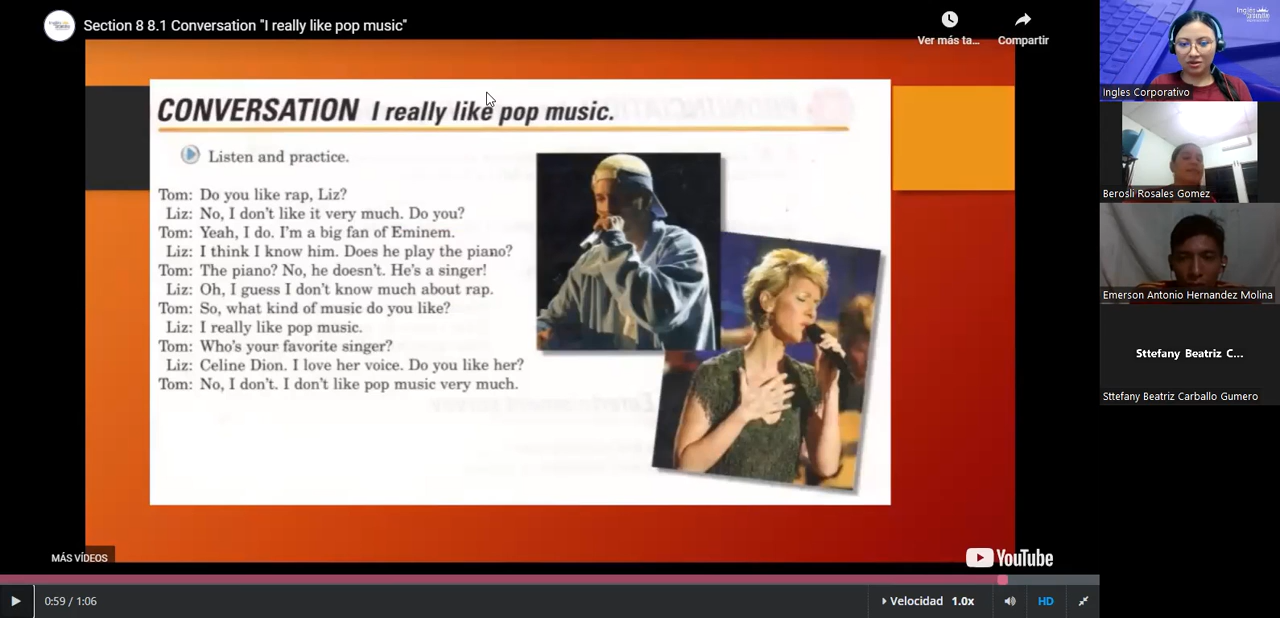 Section 8 8.1 Conversation "I really like pop music"
Ver más ta...
Compartir
CONVERSATION I really like pop music.
Listen and practice.
Tom: Do you like rap, Liz?
Liz: No, I don't like it very much. Do you?
Tom: Yeah, I do. I'm a big fan of Eminem.
Liz: I think I know him. Does he play the piano?
Tom: The piano? No, he doesn't. He's a singer!
Liz: Oh, I guess I don't know much about rap.
Tom: So, what kind of music do you like?
Liz: I really like pop music.
Tom: Who's your favorite singer?
Liz: Celine Dion. I love her voice. Do you like her?
Tom: No, I don't. I don't like pop music very much.
MÁS VÍDEOS
YouTube
0:59 / 1:06
Velocidad 1.0x
HD
Ingles Corporativo
Berosli Rosales Gomez
Emerson Antonio Hernandez Molina
Sttefany Beatriz C...
Sttefany Beatriz Carballo Gumero